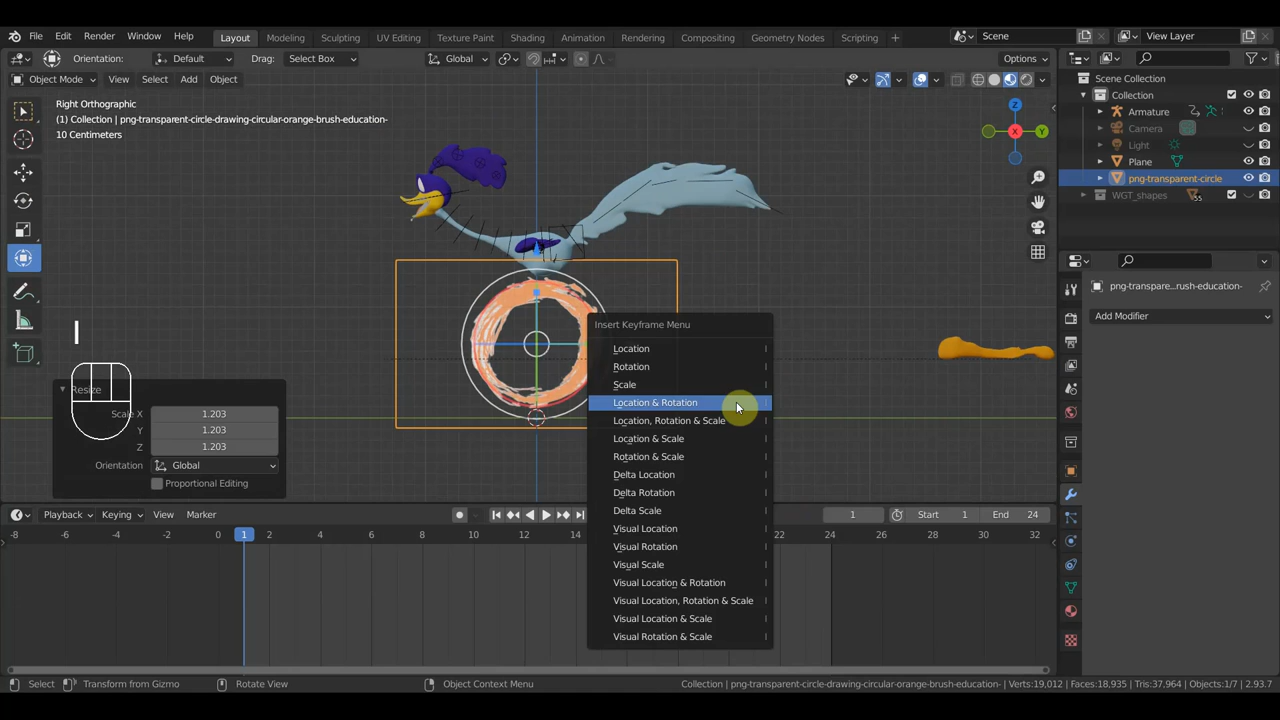 File Edit Render Window Help Layout Modeling Sculpting UV Editing Texture Paint Shading Animation Rendering Compositing Geometry Nodes Scripting + Scene View Layer
Orientation: Default Drag: Select Box Global Options
Object Mode View Select Add Object
Right Orthographic
(1) Collection | png-transparent-circle-drawing-circular-orange-brush-education-
10 Centimeters
Z
X
Y
Scene Collection
Collection
Armature
Camera
Light
Plane
png-transparent-circle
WGT_shapes
55
png-transpare...rush-education-
Add Modifier
I
Resize
Scale X 1.203
Y 1.203
Z 1.203
Orientation Global
Proportional Editing
Insert Keyframe Menu
Location I
Rotation I
Scale I
Location & Rotation
Location, Rotation & Scale I
Location & Scale I
Rotation & Scale I
Delta Location I
Delta Rotation I
Delta Scale I
Visual Location I
Visual Rotation I
Visual Scale I
Visual Location & Rotation I
Visual Location, Rotation & Scale I
Visual Location & Scale I
Visual Rotation & Scale I
Playback Keying View Marker 1 Start 1 End 24
-8 -6 -4 -2 1 2 4 6 8 10 12 14 24 26 28 30 32
Select Transform from Gizmo Rotate View Object Context Menu Collection | png-transparent-circle-drawing-circular-orange-brush-education- | Verts:19,012 | Faces:18,935 | Tris:37,964 | Objects:1/7 | 2.93.7